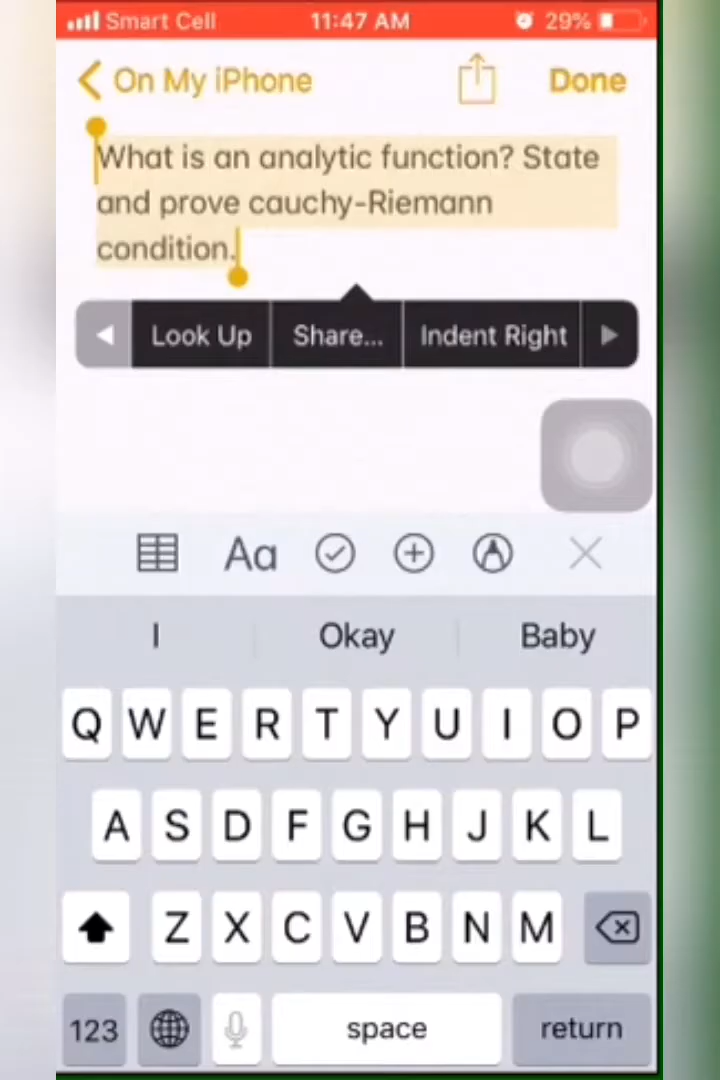 Smart Cell 11:47 AM 29%
On My iPhone Done
What is an analytic function? State
and prove cauchy-Riemann
condition.
Look Up Share... Indent Right
Aa
I Okay Baby
Q W E R T Y U I O P
A S D F G H J K L
Z X C V B N M
123 space return